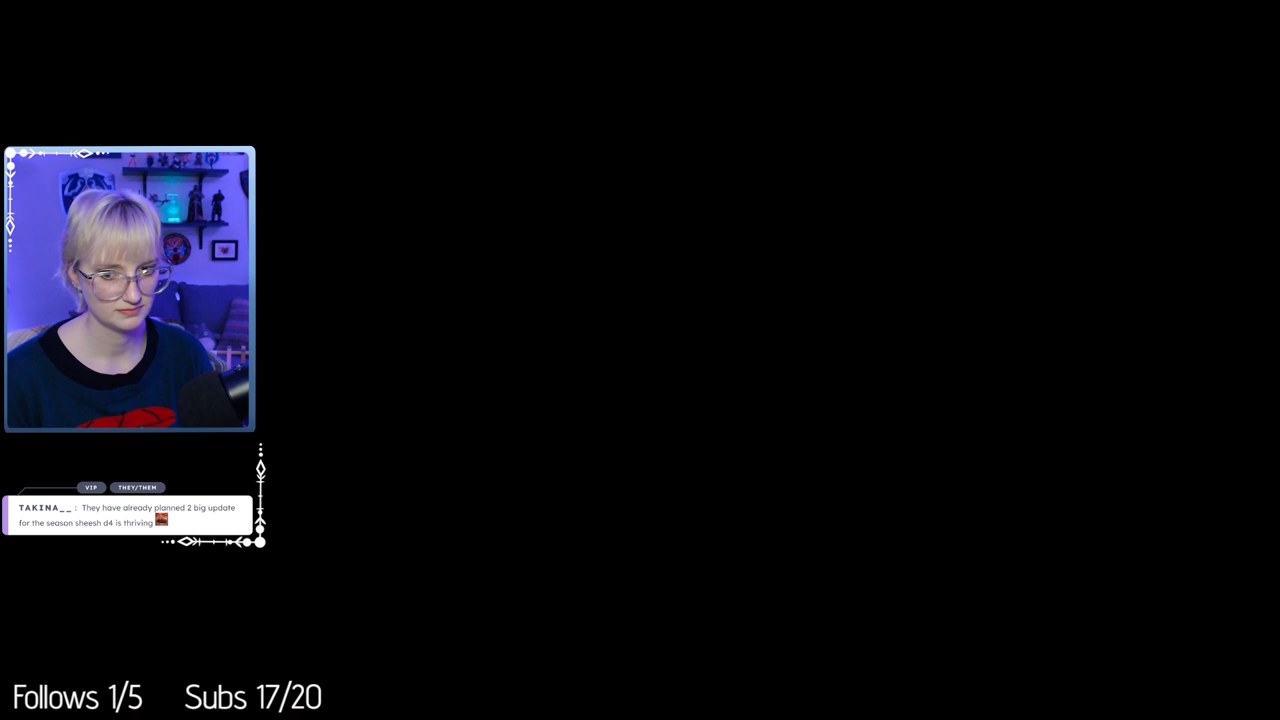 VIP THEY/THEM
TAKINA__ : They have already planned 2 big update
for the season sheesh d4 is thriving
Follows 1/5 Subs 17/20